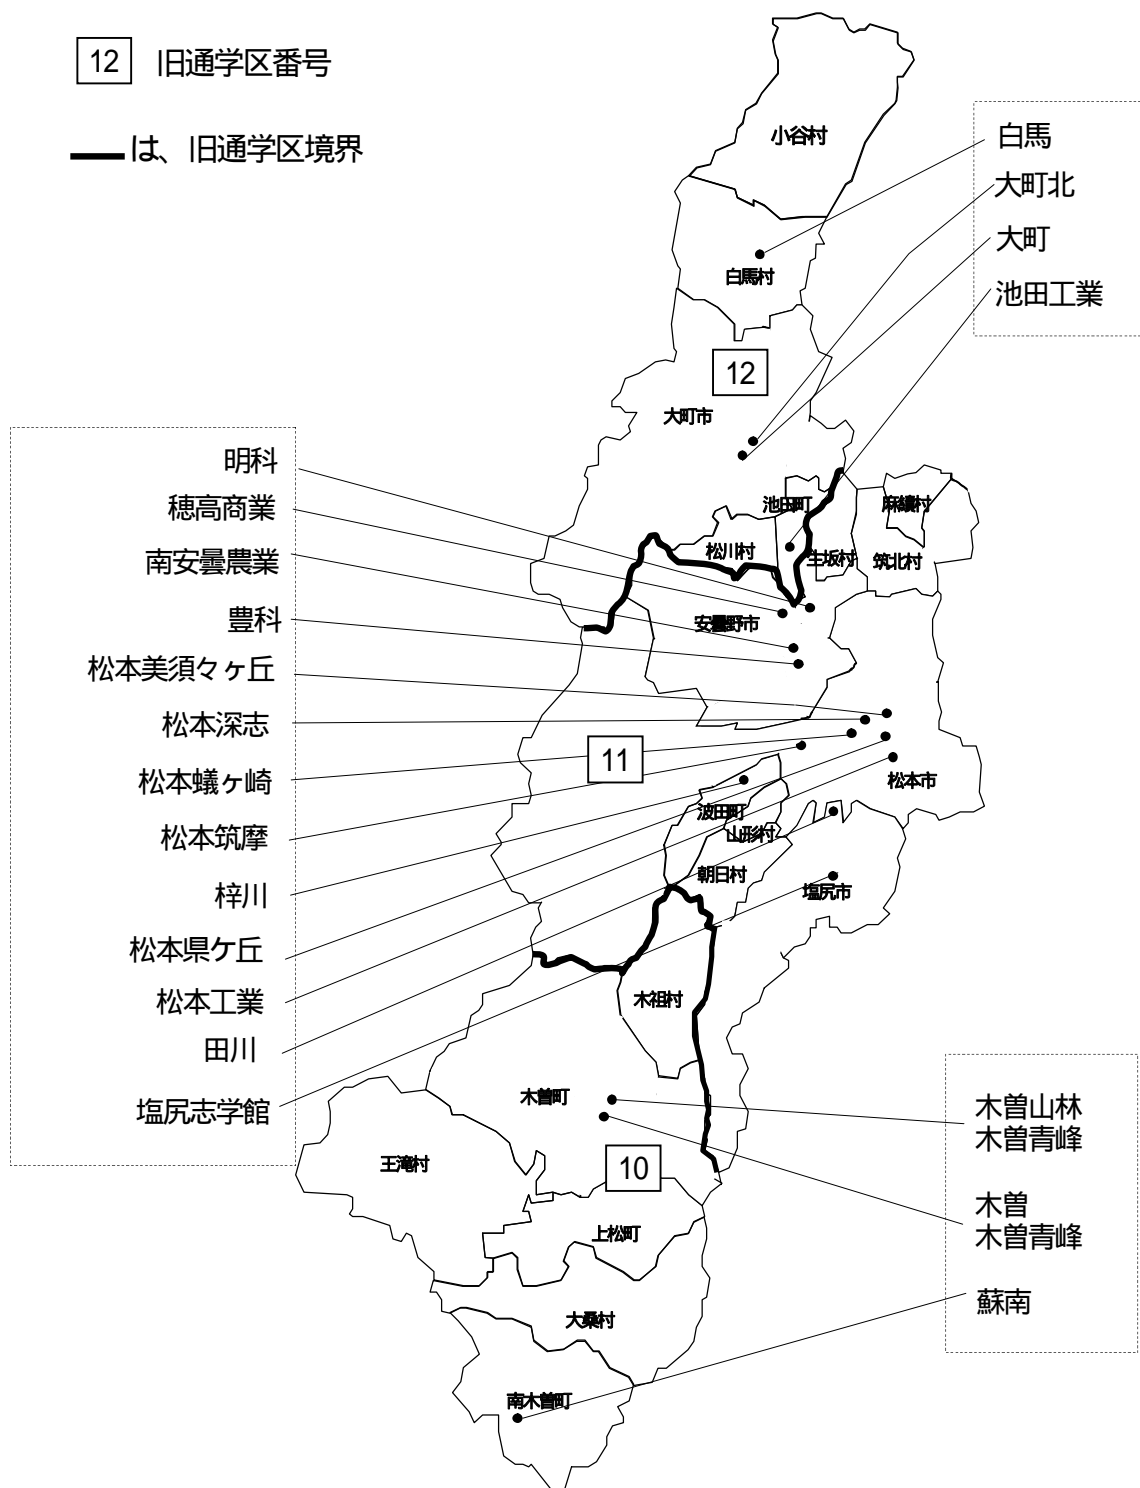 12 旧通学区番号
は、旧通学区境界
小谷村
白馬村
12
大町市
池田町
松川村
生坂村
麻績村
筑北村
安曇野市
11
松本市
波田町
山形村
朝日村
塩尻市
木祖村
木曽町
王滝村
10
上松町
大桑村
南木曽町
白馬
大町北
大町
池田工業
明科
穂高商業
南安曇農業
豊科
松本美須々ヶ丘
松本深志
松本蟻ヶ崎
松本筑摩
梓川
松本県ケ丘
松本工業
田川
塩尻志学館
木曽山林
木曽青峰
木曽
木曽青峰
蘇南